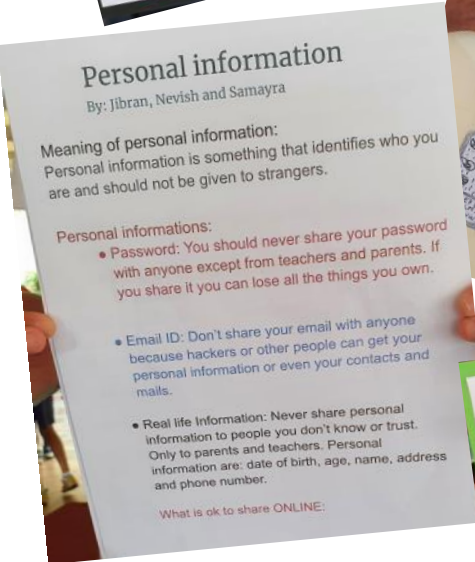 Personal information
By: Jibran, Nevish and Samayra
Meaning of personal information:
Personal information is something that identifies who you
are and should not be given to strangers.
Personal informations:
● Password: You should never share your password
with anyone except from teachers and parents. If
you share it you can lose all the things you own.
● Email ID: Don't share your email with anyone
because hackers or other people can get your
personal information or even your contacts and
mails.
● Real life Information: Never share personal
information to people you don't know or trust.
Only to parents and teachers. Personal
information are: date of birth, age, name, address
and phone number.
What is ok to share ONLINE: